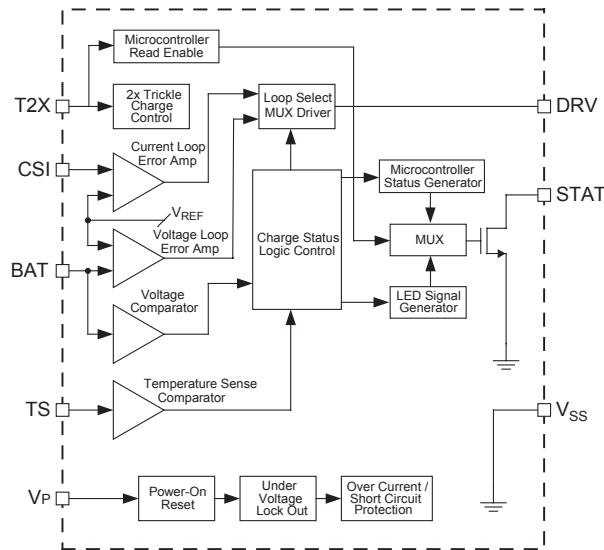 Microcontroller
Read Enable
T2X
2x Trickle
Charge
Control
Loop Select
MUX Driver
DRV
Current Loop
Error Amp
CSI
Microcontroller
Status Generator
STAT
VREF
Voltage Loop
Error Amp
Charge Status
Logic Control
MUX
BAT
Voltage
Comparator
LED Signal
Generator
TS
Temperature Sense
Comparator
VSS
VP
Power-On
Reset
Under
Voltage
Lock Out
Over Current /
Short Circuit
Protection